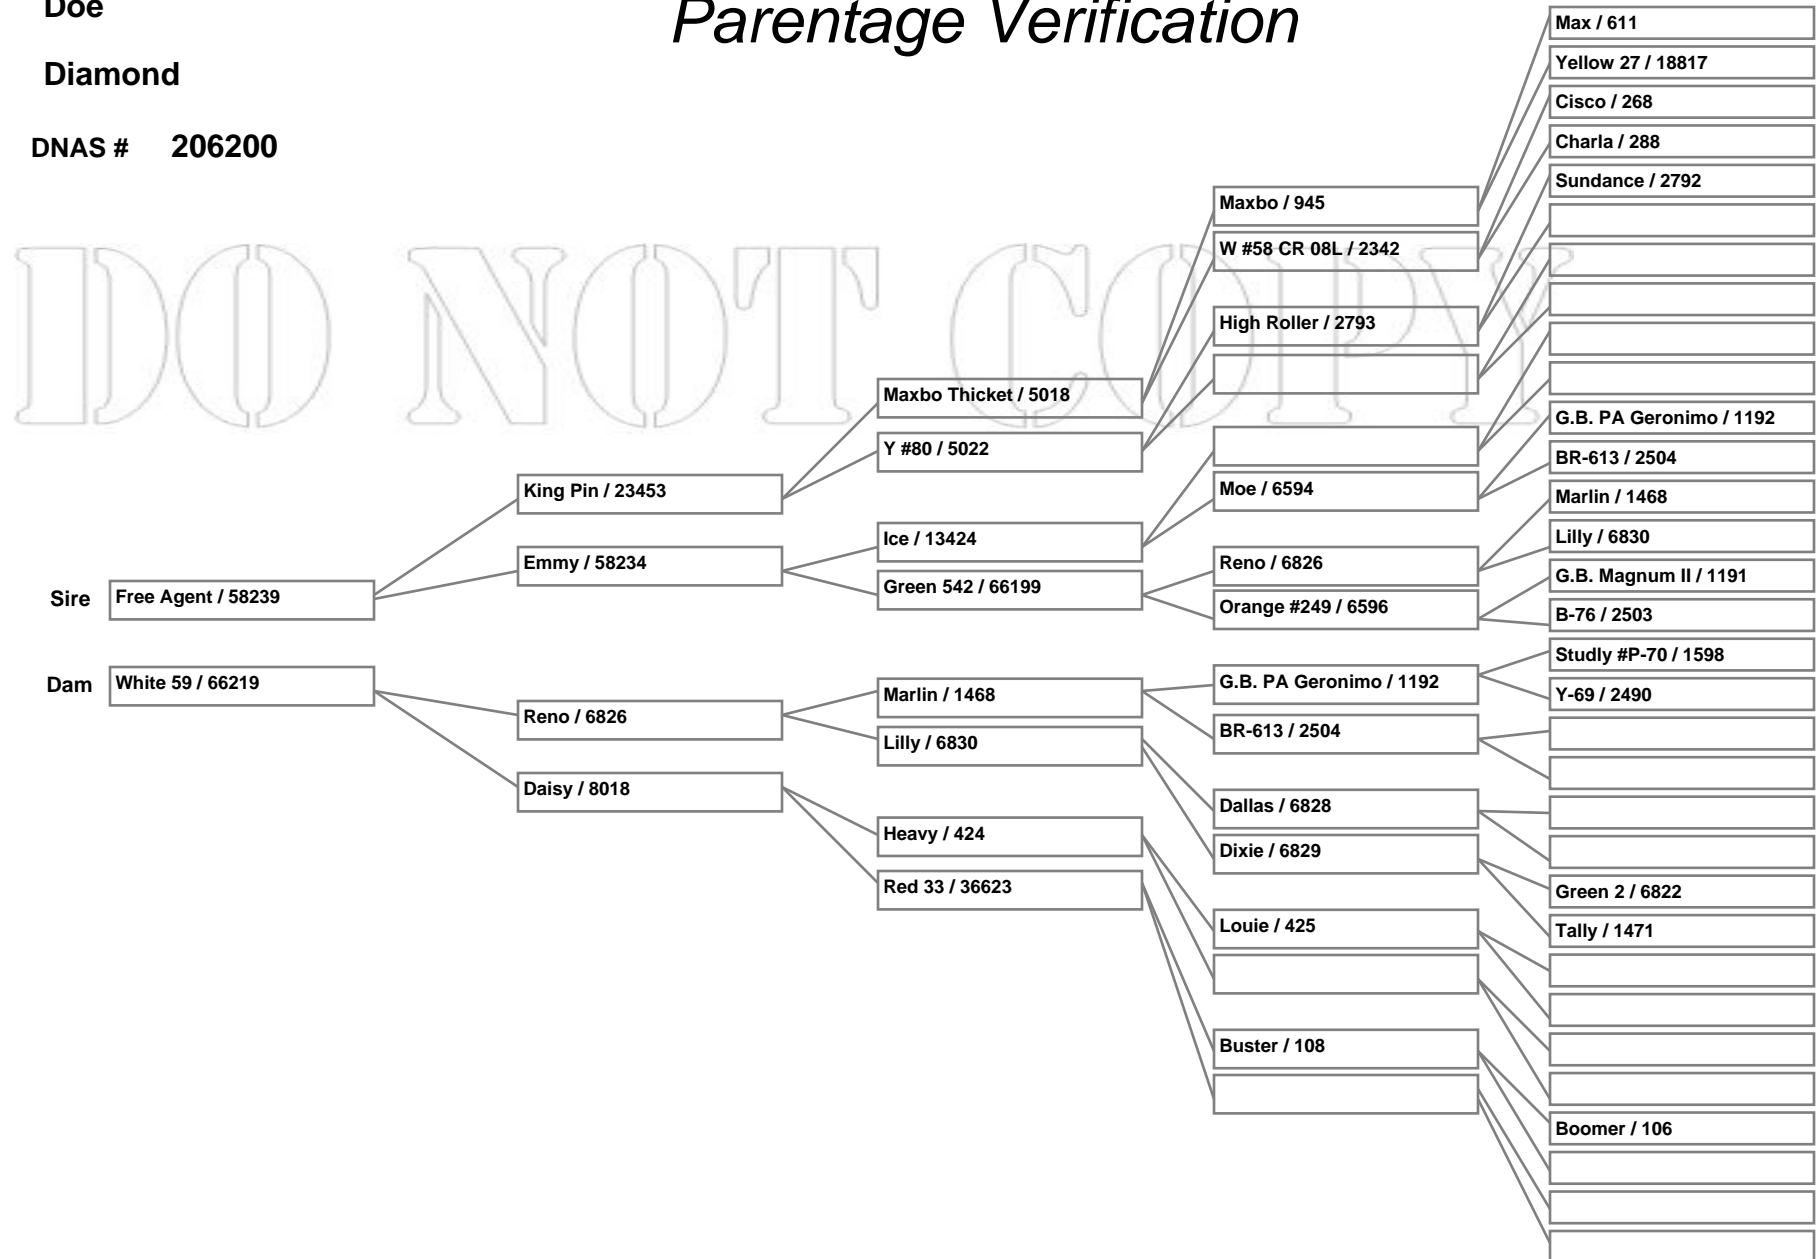 Doe
Parentage Verification
Diamond
DNAS # 206200
DO NOT COPY
Sire
Free Agent / 58239
Dam
White 59 / 66219
King Pin / 23453
Emmy / 58234
Reno / 6826
Daisy / 8018
Maxbo Thicket / 5018
Y #80 / 5022
Ice / 13424
Green 542 / 66199
Marlin / 1468
Lilly / 6830
Heavy / 424
Red 33 / 36623
Maxbo / 945
W #58 CR 08L / 2342
High Roller / 2793
Moe / 6594
Reno / 6826
Orange #249 / 6596
G.B. PA Geronimo / 1192
BR-613 / 2504
Dallas / 6828
Dixie / 6829
Louie / 425
Buster / 108
Max / 611
Yellow 27 / 18817
Cisco / 268
Charla / 288
Sundance / 2792
G.B. PA Geronimo / 1192
BR-613 / 2504
Marlin / 1468
Lilly / 6830
G.B. Magnum II / 1191
B-76 / 2503
Studly #P-70 / 1598
Y-69 / 2490
Green 2 / 6822
Tally / 1471
Boomer / 106